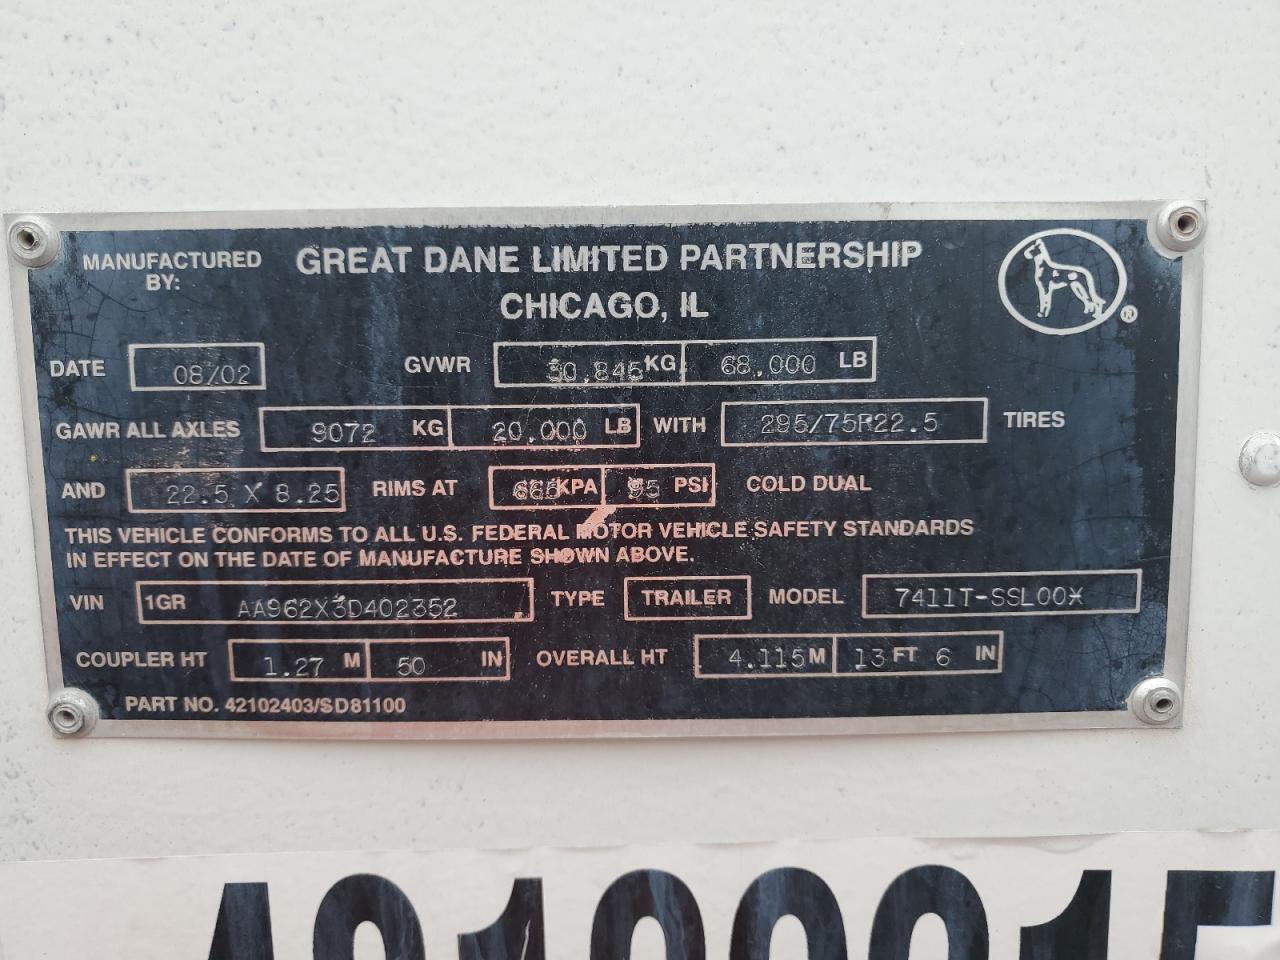 MANUFACTURED BY: GREAT DANE LIMITED PARTNERSHIP
CHICAGO, IL
®
DATE 08/02 GVWR 30,845 KG 68,000 LB
GAWR ALL AXLES 9072 KG 20,000 LB WITH 295/75R22.5 TIRES
AND 22.5 X 8.25 RIMS AT KPA 95 PSI COLD DUAL
THIS VEHICLE CONFORMS TO ALL U.S. FEDERAL MOTOR VEHICLE SAFETY STANDARDS
IN EFFECT ON THE DATE OF MANUFACTURE SHOWN ABOVE.
VIN 1GR AA962X3D402352 TYPE TRAILER MODEL 7411T-SSL00*
COUPLER HT 1.27 M 50 IN OVERALL HT 4.115 M 13 FT 6 IN
PART NO. 42102403/SD81100